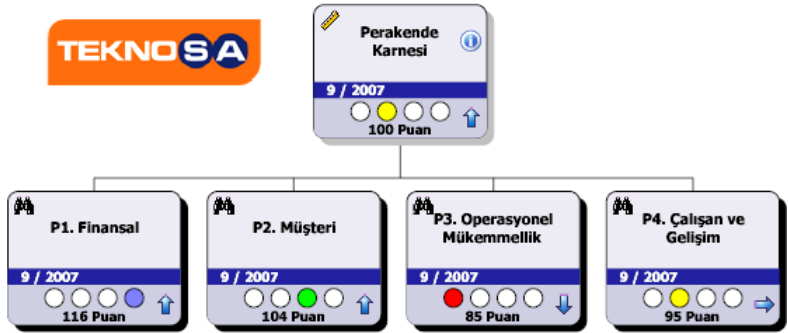 TEKNOSA
Perakende
Karnesi
9 / 2007
100 Puan
P1. Finansal
9 / 2007
116 Puan
P2. Müşteri
9 / 2007
104 Puan
P3. Operasyonel
Mükemmellik
9 / 2007
85 Puan
P4. Çalışan ve
Gelişim
9 / 2007
95 Puan